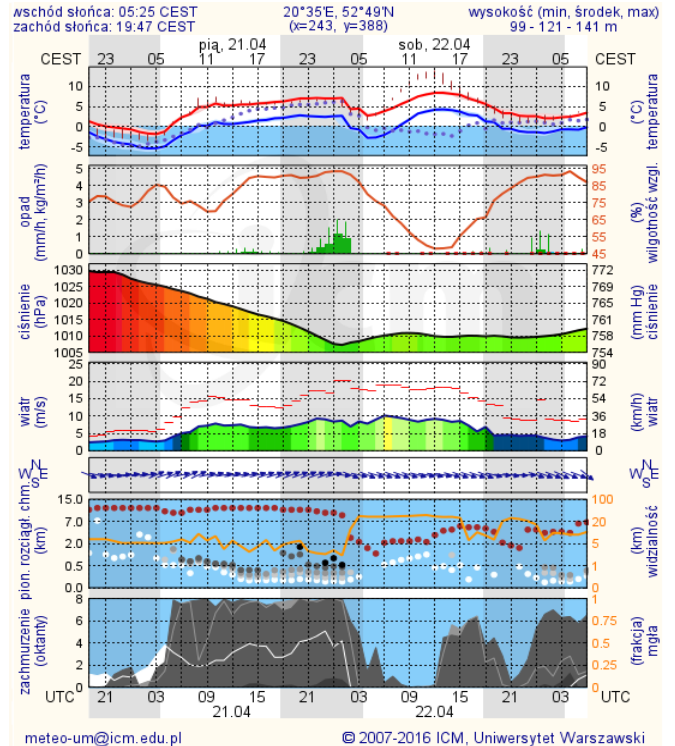 wschód słońca: 05:25 CEST 20°35'E, 52°49'N wysokość (min, środek, max)
zachód słońca: 19:47 CEST (x=243, y=388) 99 - 121 - 141 m
pią, 21.04 sob, 22.04
CEST 23 05 11 17 23 05 11 17 23 05 CEST
temperatura (°C) 10 5 0 -5 10 5 0 -5 temperatura (°C)
opad (mm/h, kg/m²/h) 5 4 3 2 1 0 95 85 75 65 55 45 (%) wilgotność wzgl.
ciśnienie (hPa) 1030 1025 1020 1015 1010 1005 772 769 765 761 758 754 (mm Hg) ciśnienie
wiatr (m/s) 25 20 15 10 5 0 90 72 54 36 18 0 (km/h) wiatr
N W E S N W E S
pion. rozciągł. chm (km) 15.0 7.0 2.0 0.5 0.0 100 20 5 1 0 (km) widzialność
zachmurzenie (oktanty) 8 6 4 2 0 1 0.75 0.5 0.25 0 (frakcja) mgła
UTC 21 03 09 15 21 03 09 15 21 03 UTC
21.04 22.04
meteo-um@icm.edu.pl © 2007-2016 ICM, Uniwersytet Warszawski